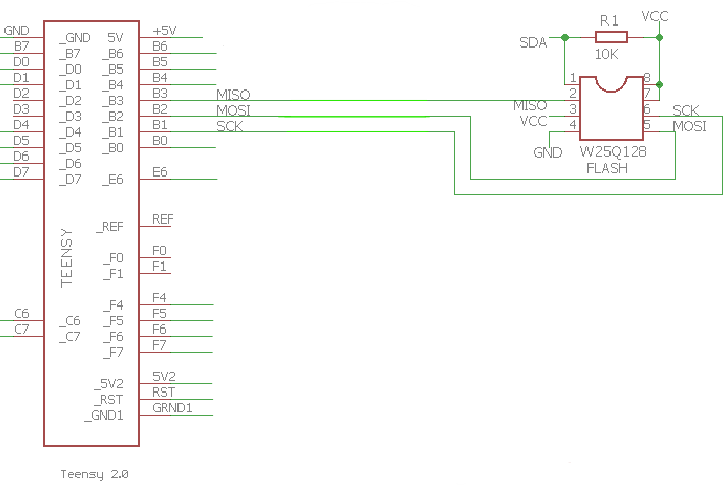 GND _GND 5V +5V
B7 _B7 _B6 B6
D0 _D0 _B5 B5
D1 _D1 _B4 B4
D2 _D2 _B3 B3 MISO
D3 _D3 _B2 B2 MOSI
D4 _D4 _B1 B1 SCK
D5 _D5 _B0 B0
D6 _D6
D7 _D7 _E6 E6
_REF REF
TEENSY
_F0 F0
_F1 F1
_F4 F4
C6 _C6 _F5 F5
C7 _C7 _F6 F6
_F7 F7
_5V2 5V2
_RST RST
_GND1 GRND1
Teensy 2.0
R1 VCC
SDA
10K
1 8
2 7
MISO 3 6 SCK
VCC 4 5 MOSI
GND
W25Q128
FLASH